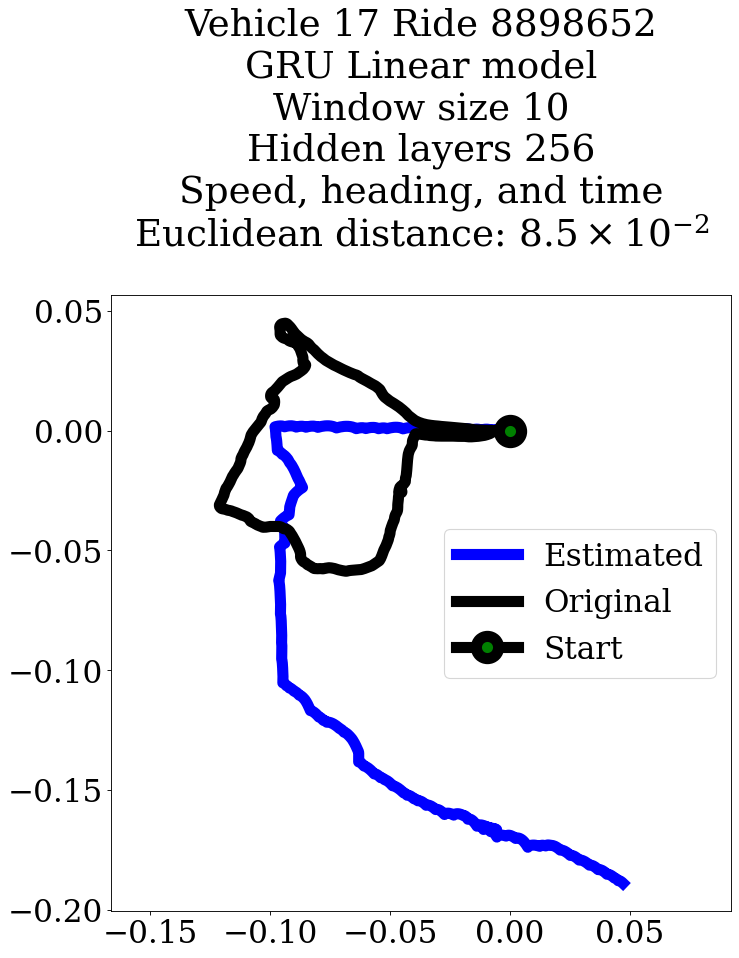 Vehicle 17 Ride 8898652
GRU Linear model
Window size 10
Hidden layers 256
Speed, heading, and time
Euclidean distance: 8.5 × 10⁻²
0.05
0.00
−0.05
−0.10
−0.15
−0.20
Estimated
Original
Start
−0.15 −0.10 −0.05 0.00 0.05